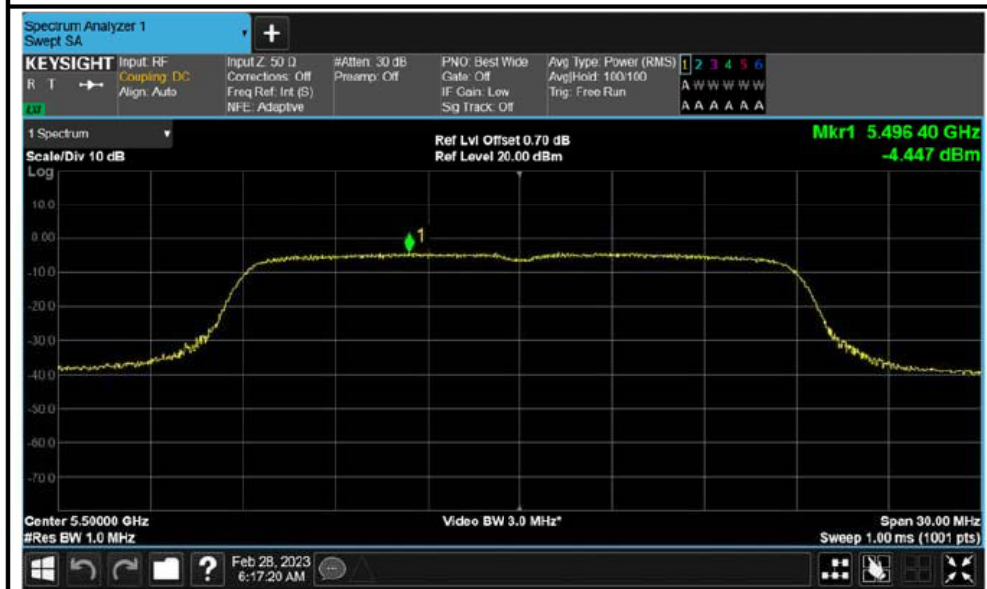 Spectrum Analyzer 1
Swept SA
+
KEYSIGHT Input: RF Input Z: 50 Ω #Atten: 30 dB PNO: Best Wide Avg Type: Power (RMS) 1 2 3 4 5 6
R T Coupling: DC Corrections: Off Preamp: Off Gate: Off Avg|Hold: 100/100 A W W W W W
Align: Auto Freq Ref: Int (S) IF Gain: Low Trig: Free Run
NFE: Adaptive Sig Track: Off A A A A A A
1 Spectrum Ref Lvl Offset 0.70 dB Mkr1 5.496 40 GHz
Scale/Div 10 dB Ref Level 20.00 dBm -4.447 dBm
Log
10.0
0.00
1
-10.0
-20.0
-30.0
-40.0
-50.0
-60.0
-70.0
Center 5.50000 GHz Video BW 3.0 MHz* Span 30.00 MHz
#Res BW 1.0 MHz Sweep 1.00 ms (1001 pts)
? Feb 28, 2023
6:17:20 AM